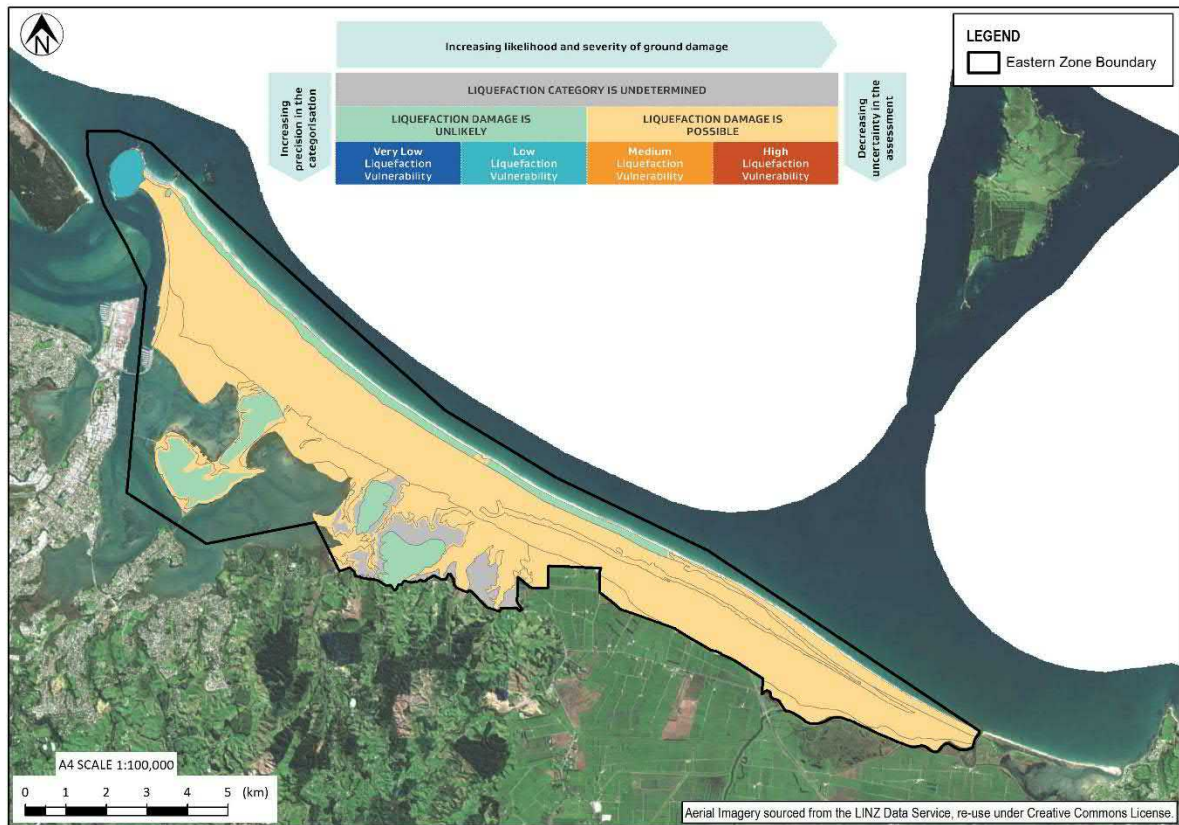 N
Increasing likelihood and severity of ground damage
LEGEND
Eastern Zone Boundary
Increasing
precision in the
categorisation
LIQUEFACTION CATEGORY IS UNDETERMINED
LIQUEFACTION DAMAGE IS
UNLIKELY
LIQUEFACTION DAMAGE IS
POSSIBLE
Very Low
Liquefaction
Vulnerability
Low
Liquefaction
Vulnerability
Medium
Liquefaction
Vulnerability
High
Liquefaction
Vulnerability
Decreasing
uncertainty in the
assessment
A4 SCALE 1:100,000
0 1 2 3 4 5 (km)
Aerial Imagery sourced from the LINZ Data Service, re-use under Creative Commons License.